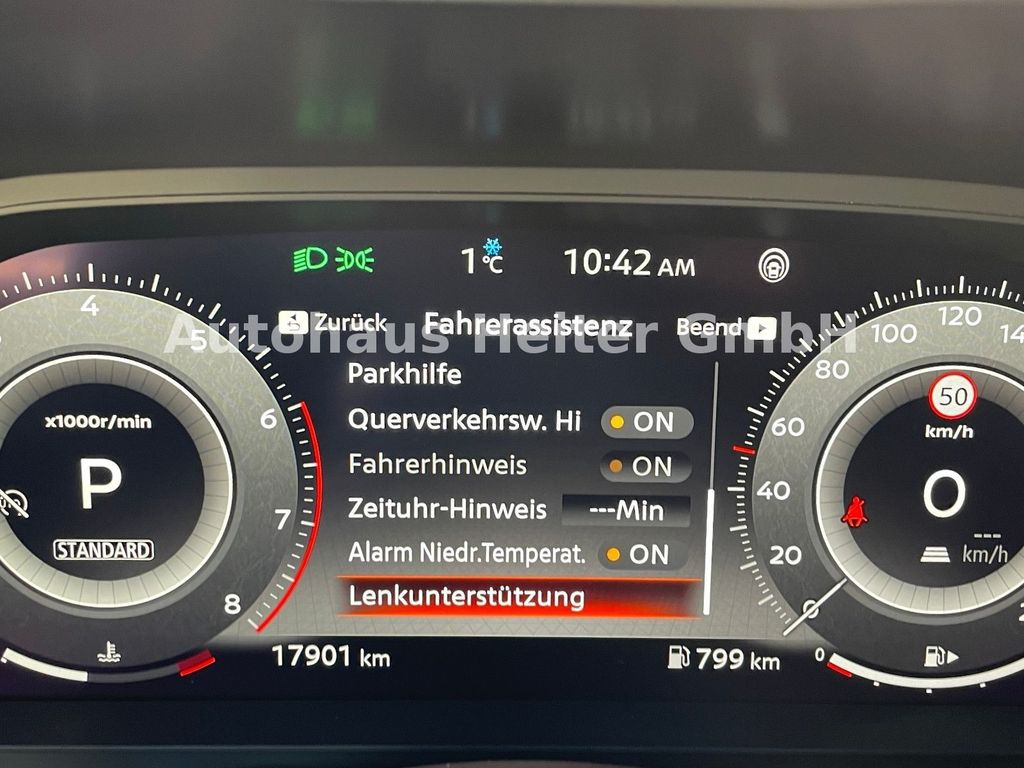 1 °C
10:42 AM
Zurück
Fahrerassistenz
Beend
Autohaus Heiter GmbH
Parkhilfe
Querverkehrsw. Hi ON
Fahrerhinweis ON
Zeituhr-Hinweis ---Min
Alarm Niedr.Temperat. ON
Lenkunterstützung
4
5
6
7
8
x1000r/min
P
STANDARD
17901 km
799 km
0
20
40
60
80
100
120
50
km/h
0
---
km/h
0